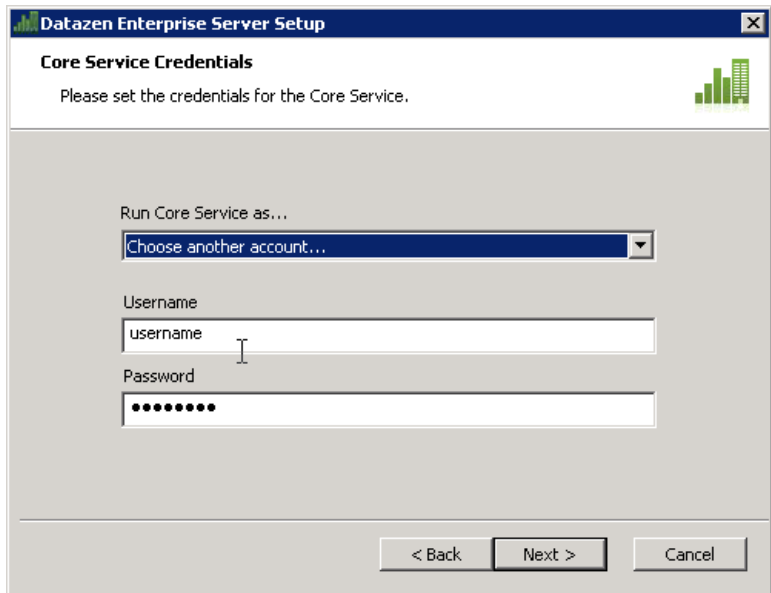 Datazen Enterprise Server Setup
Core Service Credentials
Please set the credentials for the Core Service.
Run Core Service as...
Choose another account...
Username
username
Password
●●●●●●●●
< Back
Next >
Cancel